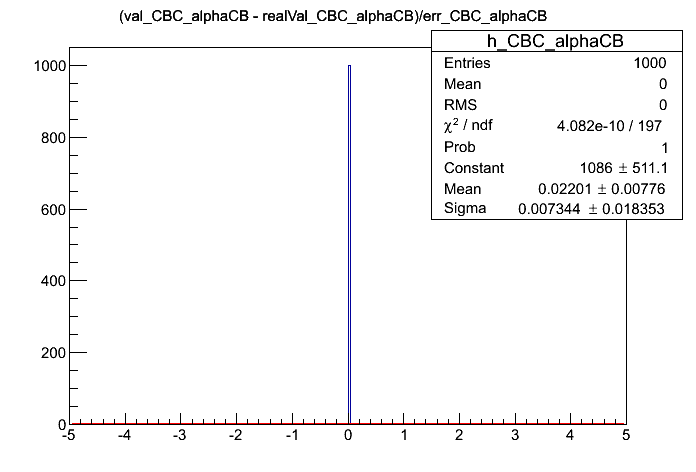 (val_CBC_alphaCB - realVal_CBC_alphaCB)/err_CBC_alphaCB
h_CBC_alphaCB
Entries 1000
Mean 0
RMS 0
χ² / ndf 4.082e-10 / 197
Prob 1
Constant 1086 ± 511.1
Mean 0.02201 ± 0.00776
Sigma 0.007344 ± 0.018353
1000
800
600
400
200
0
-5 -4 -3 -2 -1 0 1 2 3 4 5